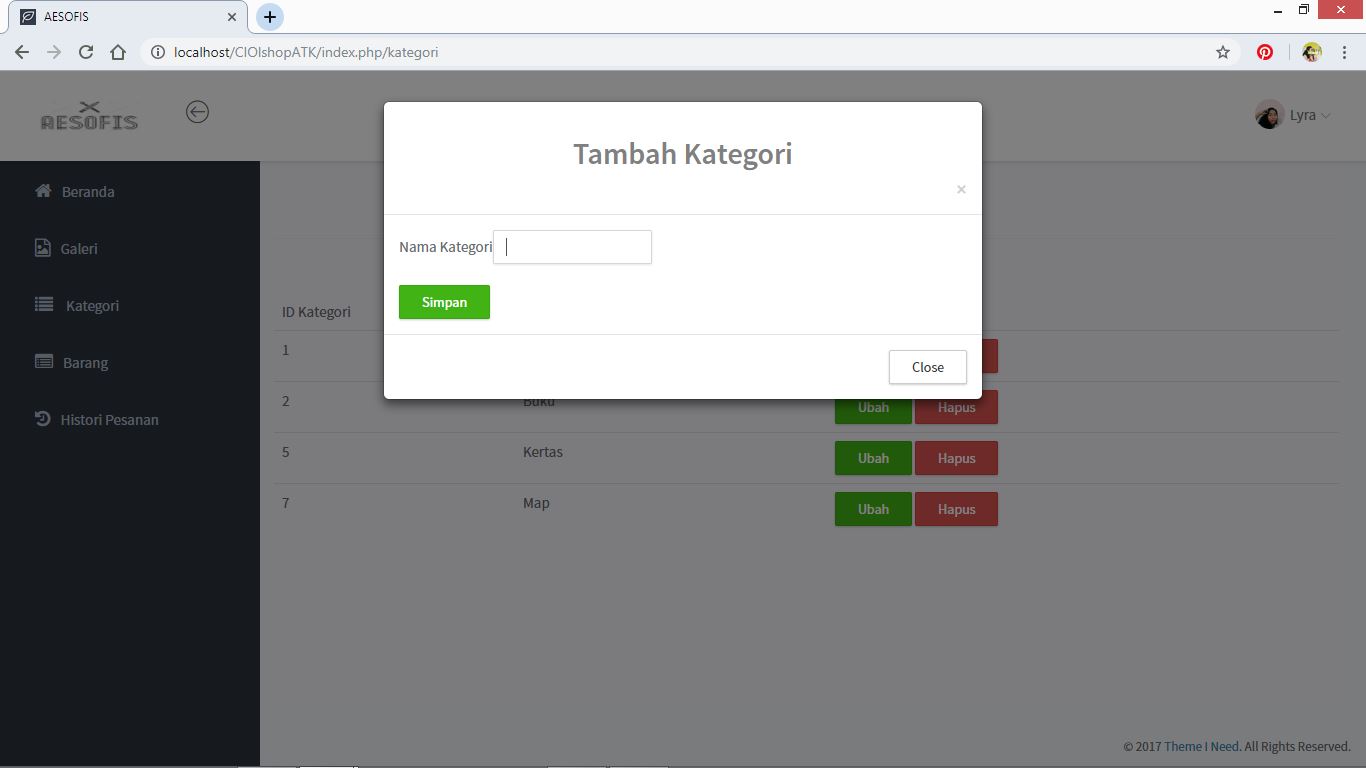 AESOFIS
localhost/CIOlshopATK/index.php/kategori
AESOFIS
Lyra
Tambah Kategori
×
Beranda
Galeri
Kategori
Barang
Histori Pesanan
Nama Kategori
Simpan
Close
ID Kategori
1
2 Buku Ubah Hapus
5 Kertas Ubah Hapus
7 Map Ubah Hapus
© 2017 Theme I Need. All Rights Reserved.